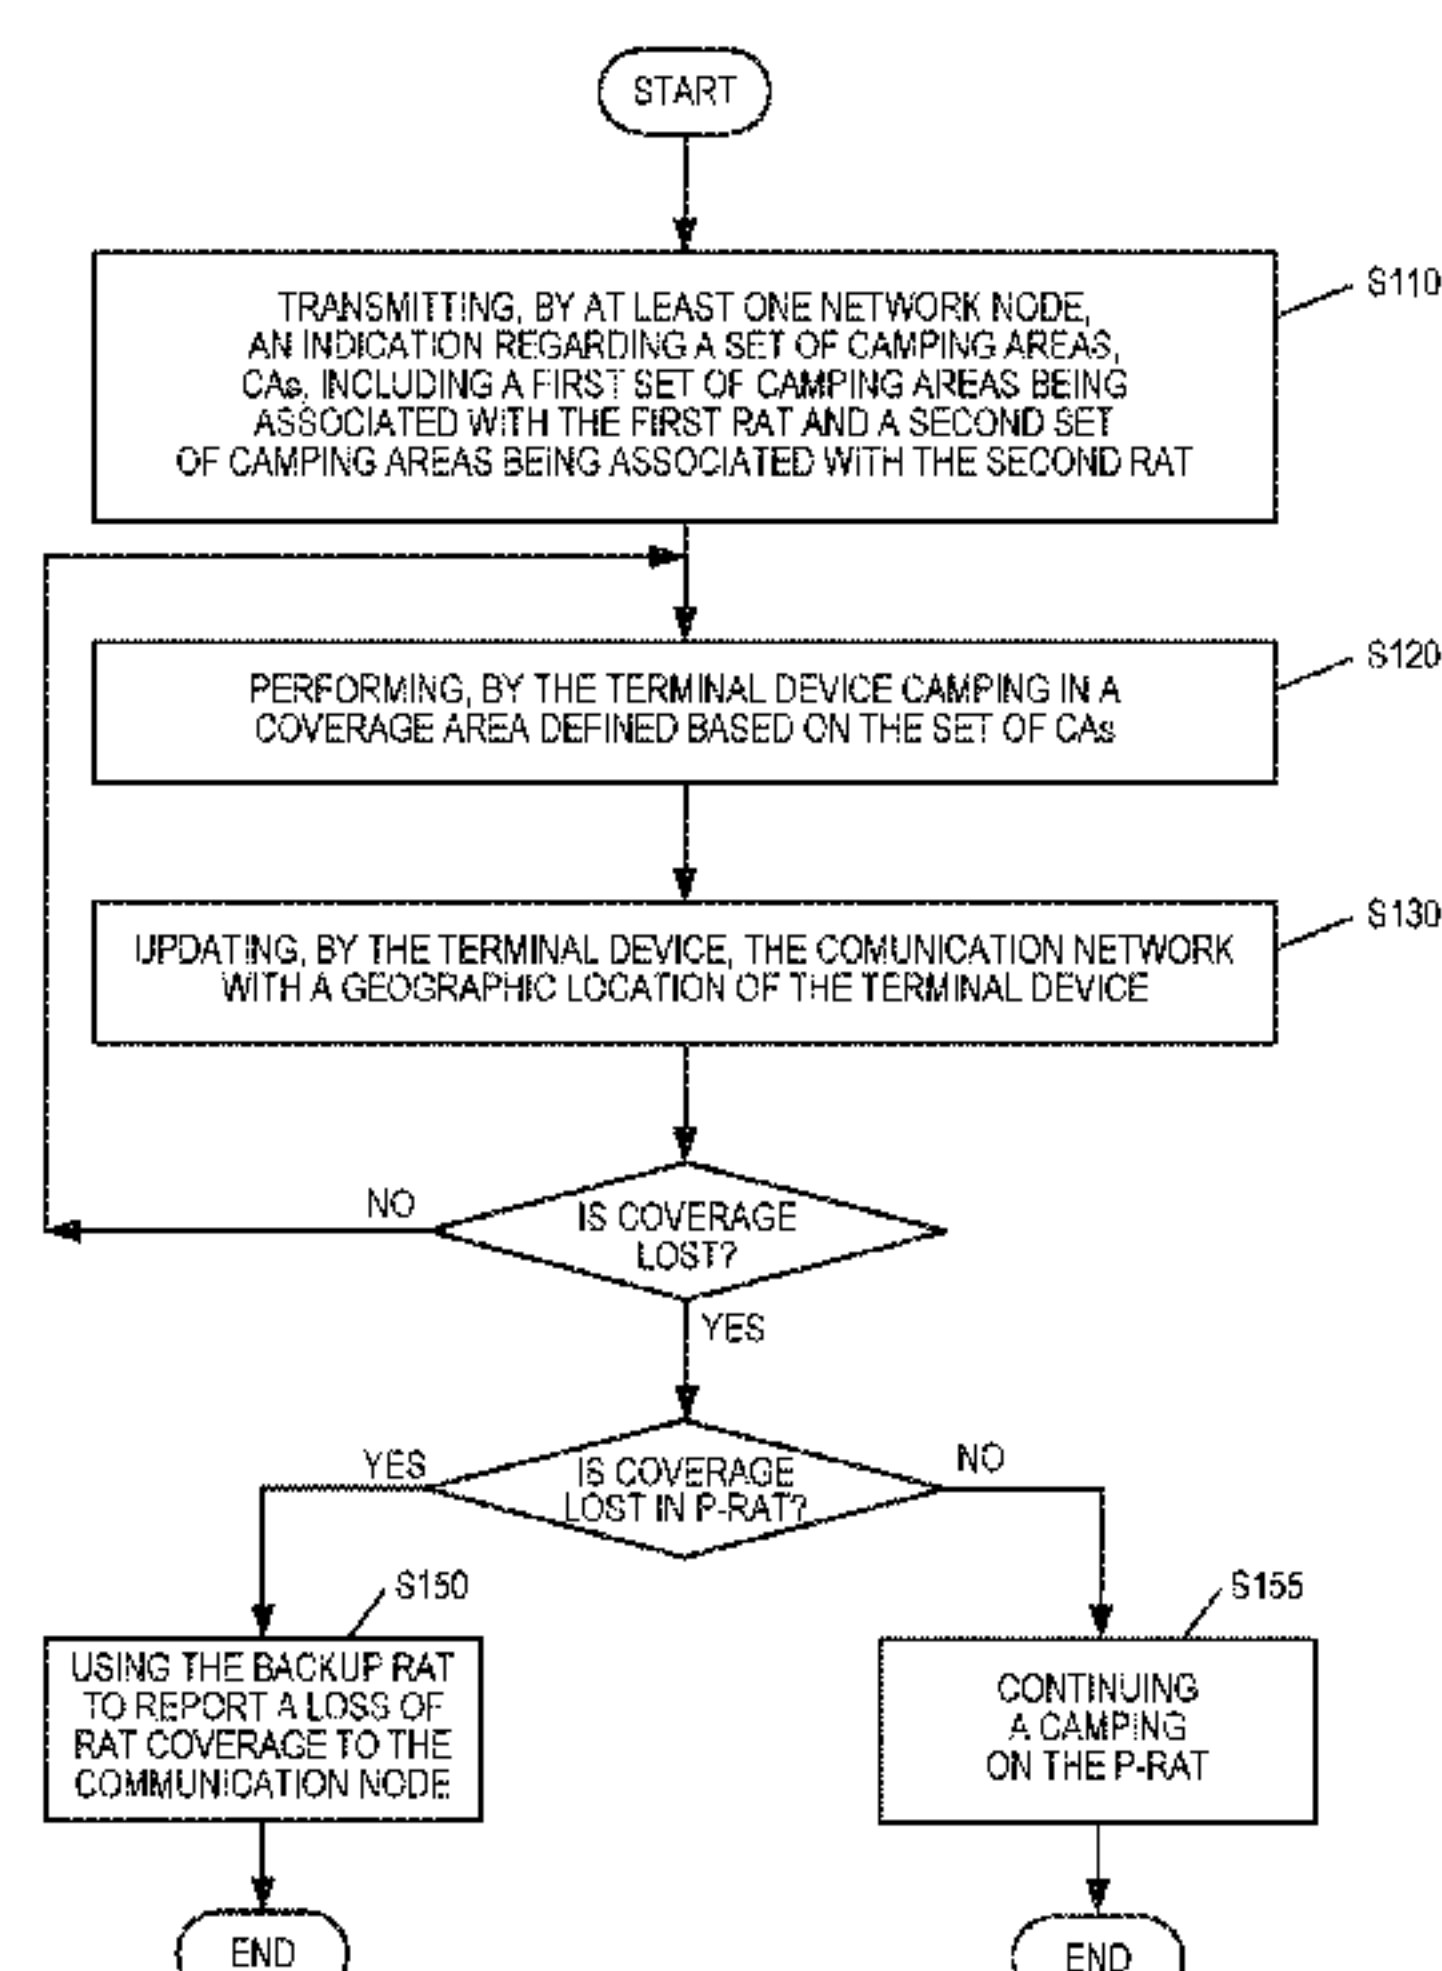 START
TRANSMITTING, BY AT LEAST ONE NETWORK NODE,
AN INDICATION REGARDING A SET OF CAMPING AREAS,
CAs, INCLUDING A FIRST SET OF CAMPING AREAS BEING
ASSOCIATED WITH THE FIRST RAT AND A SECOND SET
OF CAMPING AREAS BEING ASSOCIATED WITH THE SECOND RAT
S110
PERFORMING, BY THE TERMINAL DEVICE CAMPING IN A
COVERAGE AREA DEFINED BASED ON THE SET OF CAs
S120
UPDATING, BY THE TERMINAL DEVICE, THE COMUNICATION NETWORK
WITH A GEOGRAPHIC LOCATION OF THE TERMINAL DEVICE
S130
NO
IS COVERAGE
LOST?
YES
YES
IS COVERAGE
LOST IN P-RAT?
NO
S150
USING THE BACKUP RAT
TO REPORT A LOSS OF
RAT COVERAGE TO THE
COMMUNICATION NODE
S155
CONTINUING
A CAMPING
ON THE P-RAT
END
END